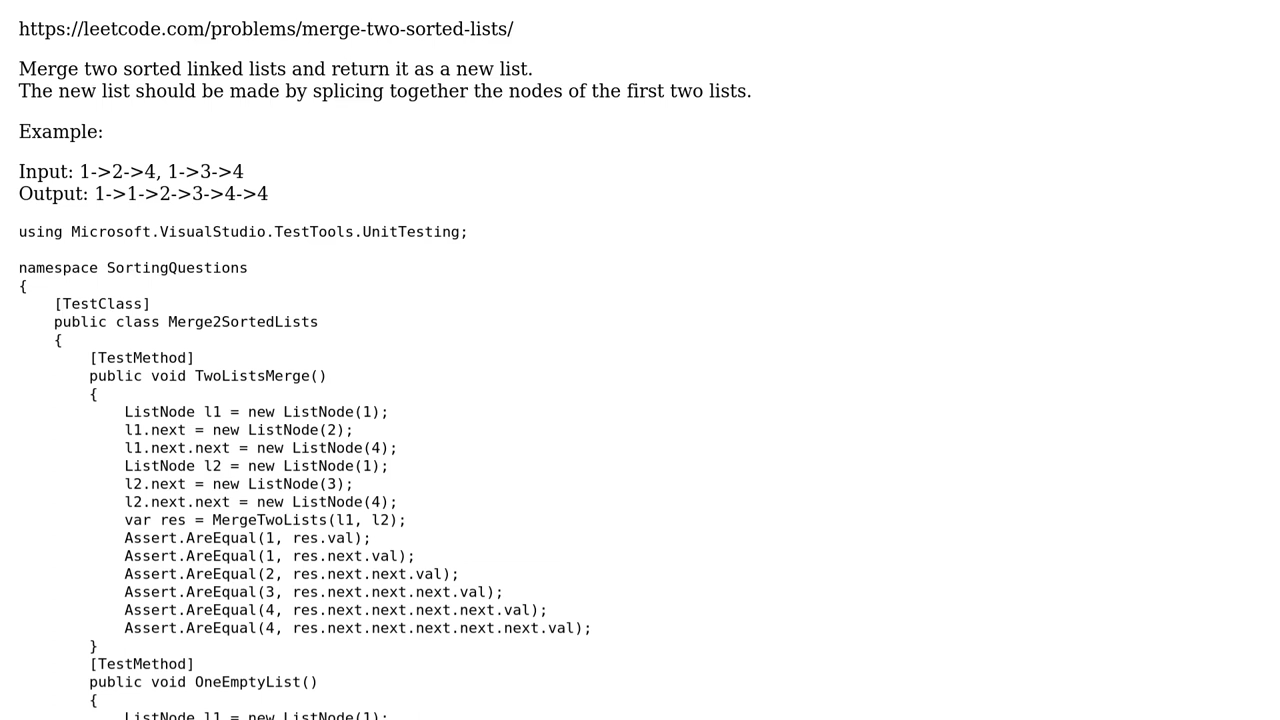 https://leetcode.com/problems/merge-two-sorted-lists/
Merge two sorted linked lists and return it as a new list.
The new list should be made by splicing together the nodes of the first two lists.
Example:
Input: 1->2->4, 1->3->4
Output: 1->1->2->3->4->4
using Microsoft.VisualStudio.TestTools.UnitTesting;
namespace SortingQuestions
{
    [TestClass]
    public class Merge2SortedLists
    {
        [TestMethod]
        public void TwoListsMerge()
        {
            ListNode l1 = new ListNode(1);
            l1.next = new ListNode(2);
            l1.next.next = new ListNode(4);
            ListNode l2 = new ListNode(1);
            l2.next = new ListNode(3);
            l2.next.next = new ListNode(4);
            var res = MergeTwoLists(l1, l2);
            Assert.AreEqual(1, res.val);
            Assert.AreEqual(1, res.next.val);
            Assert.AreEqual(2, res.next.next.val);
            Assert.AreEqual(3, res.next.next.next.val);
            Assert.AreEqual(4, res.next.next.next.next.val);
            Assert.AreEqual(4, res.next.next.next.next.next.val);
        }
        [TestMethod]
        public void OneEmptyList()
        {
            ListNode l1 = new ListNode(1);